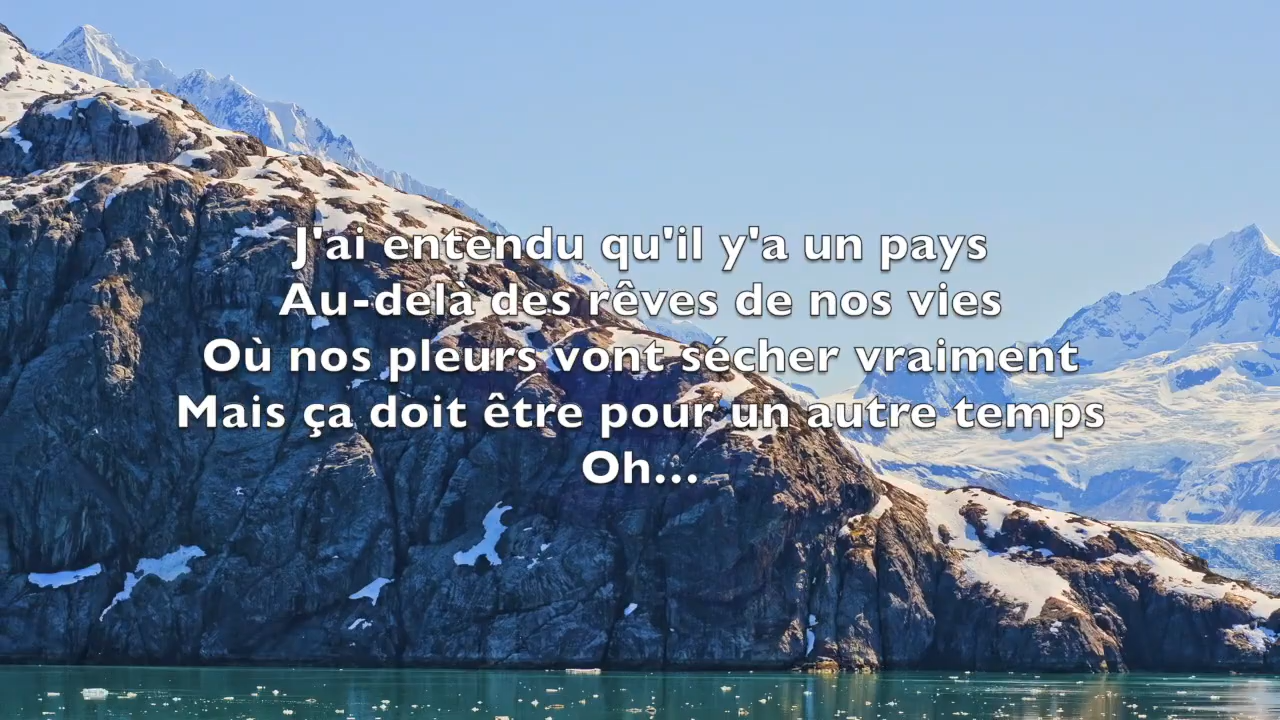 J'ai entendu qu'il y'a un pays
Au-delà des rêves de nos vies
Où nos pleurs vont sécher vraiment
Mais ça doit être pour un autre temps
Oh...